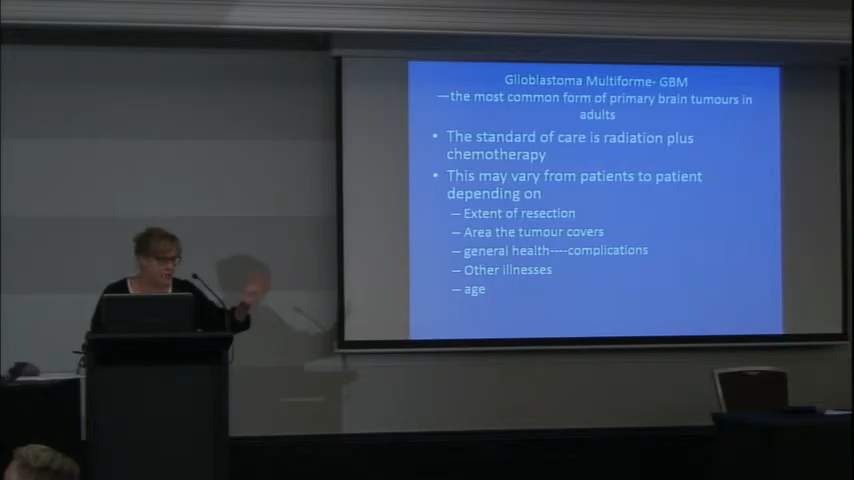 Glioblastoma Multiforme- GBM
—the most common form of primary brain tumours in
adults
• The standard of care is radiation plus
chemotherapy
• This may vary from patients to patient
depending on
– Extent of resection
– Area the tumour covers
– general health----complications
– Other illnesses
– age